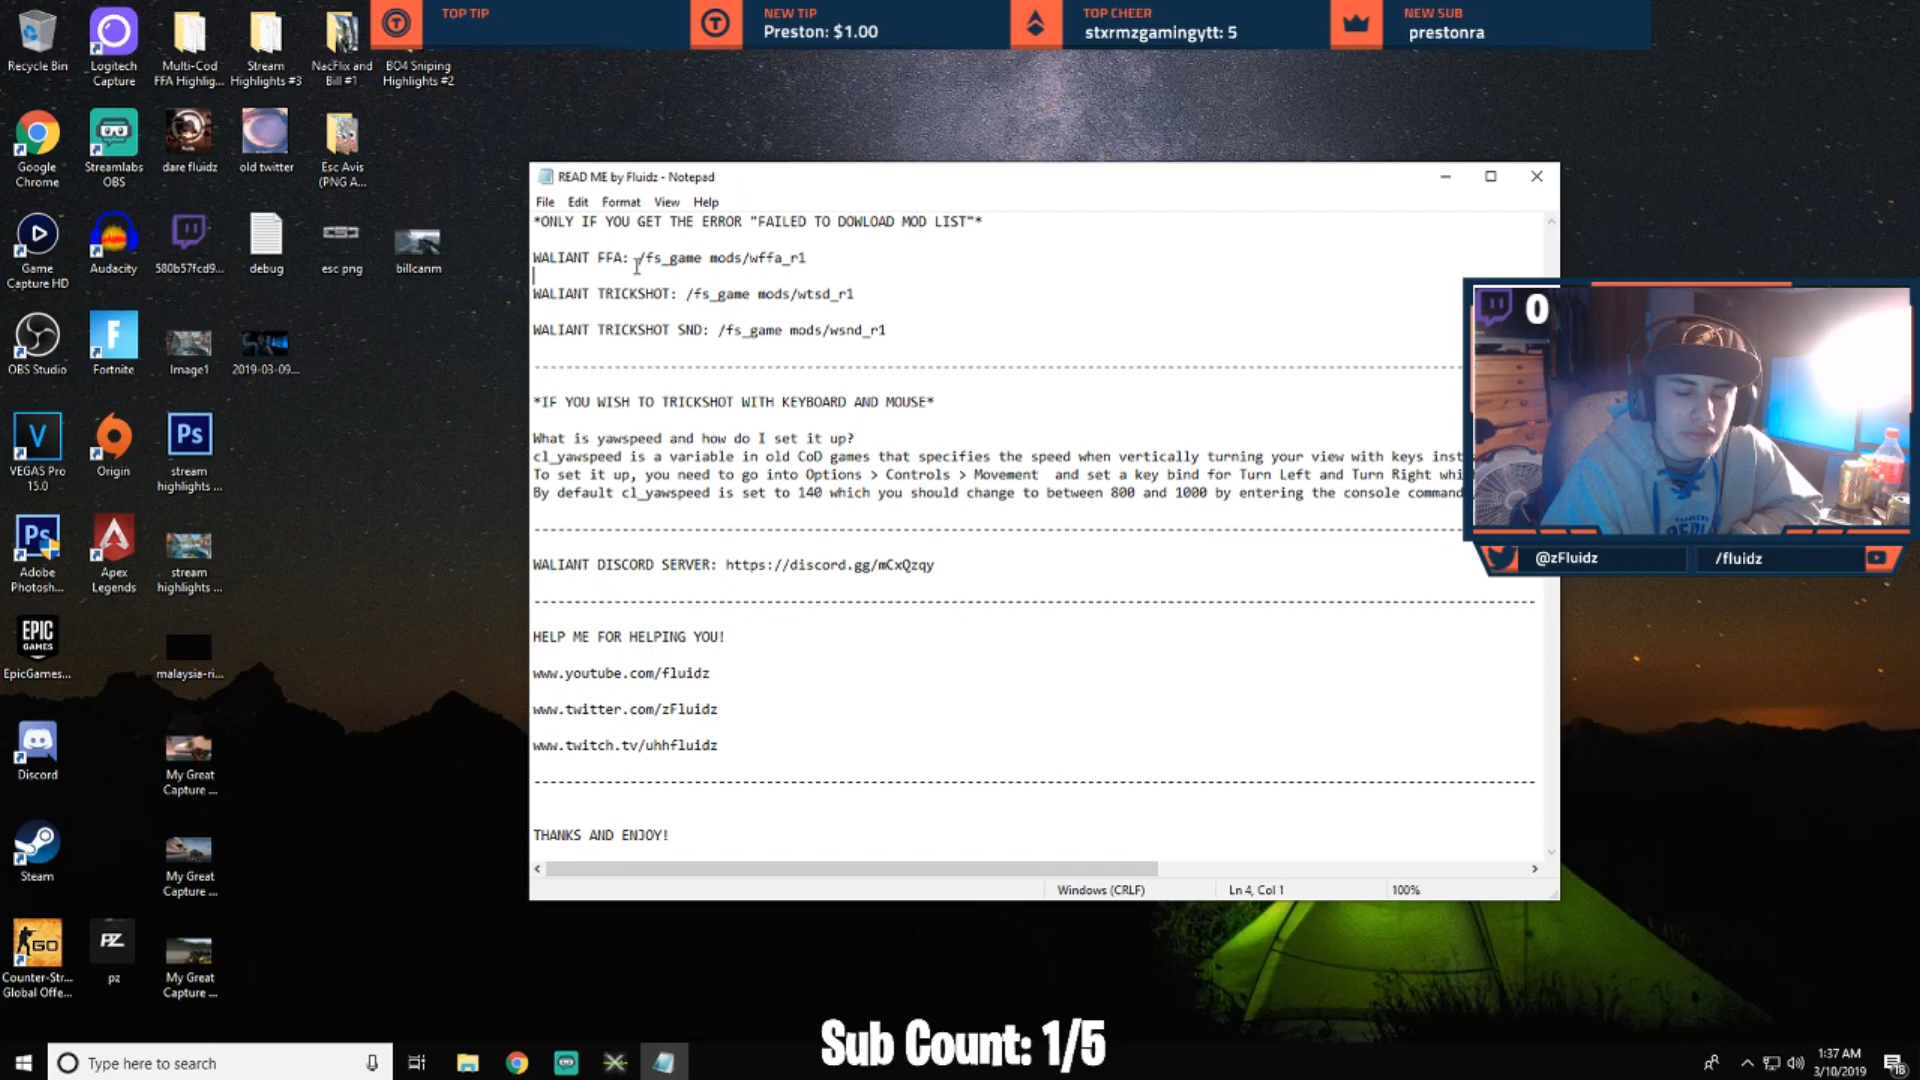 TOP TIP
NEW TIP
Preston: $1.00
TOP CHEER
stxrmzgamingytt: 5
NEW SUB
prestonra
Recycle Bin
Logitech Capture
Multi-Cod FFA Highlig...
Stream Highlights #3
NacFlix and Bill #1
BO4 Sniping Highlights #2
Google Chrome
Streamlabs OBS
dare fluidz
old twitter
Esc Avis (PNG A...
Game Capture HD
Audacity
580b57fcd9...
debug
esc png
billcanm
OBS Studio
Fortnite
Image1
2019-03-09...
VEGAS Pro 15.0
Origin
stream highlights ...
Adobe Photosh...
Apex Legends
stream highlights ...
EPIC GAMES
EpicGames...
malaysia-ri...
Discord
My Great Capture ...
Steam
My Great Capture ...
GO
Counter-Str... Global Offe...
PZ
pz
My Great Capture ...
READ ME by Fluidz - Notepad
File Edit Format View Help
*ONLY IF YOU GET THE ERROR "FAILED TO DOWLOAD MOD LIST"*
WALIANT FFA: /fs_game mods/wffa_r1
WALIANT TRICKSHOT: /fs_game mods/wtsd_r1
WALIANT TRICKSHOT SND: /fs_game mods/wsnd_r1
*IF YOU WISH TO TRICKSHOT WITH KEYBOARD AND MOUSE*
What is yawspeed and how do I set it up?
cl_yawspeed is a variable in old CoD games that specifies the speed when vertically turning your view with keys inst
To set it up, you need to go into Options > Controls > Movement  and set a key bind for Turn Left and Turn Right whi
By default cl_yawspeed is set to 140 which you should change to between 800 and 1000 by entering the console command
WALIANT DISCORD SERVER: https://discord.gg/mCxQzqy
HELP ME FOR HELPING YOU!
www.youtube.com/fluidz
www.twitter.com/zFluidz
www.twitch.tv/uhhfluidz
THANKS AND ENJOY!
Windows (CRLF)
Ln 4, Col 1
100%
0
@zFluidz
/fluidz
Sub Count: 1/5
Type here to search
1:37 AM
3/10/2019
18